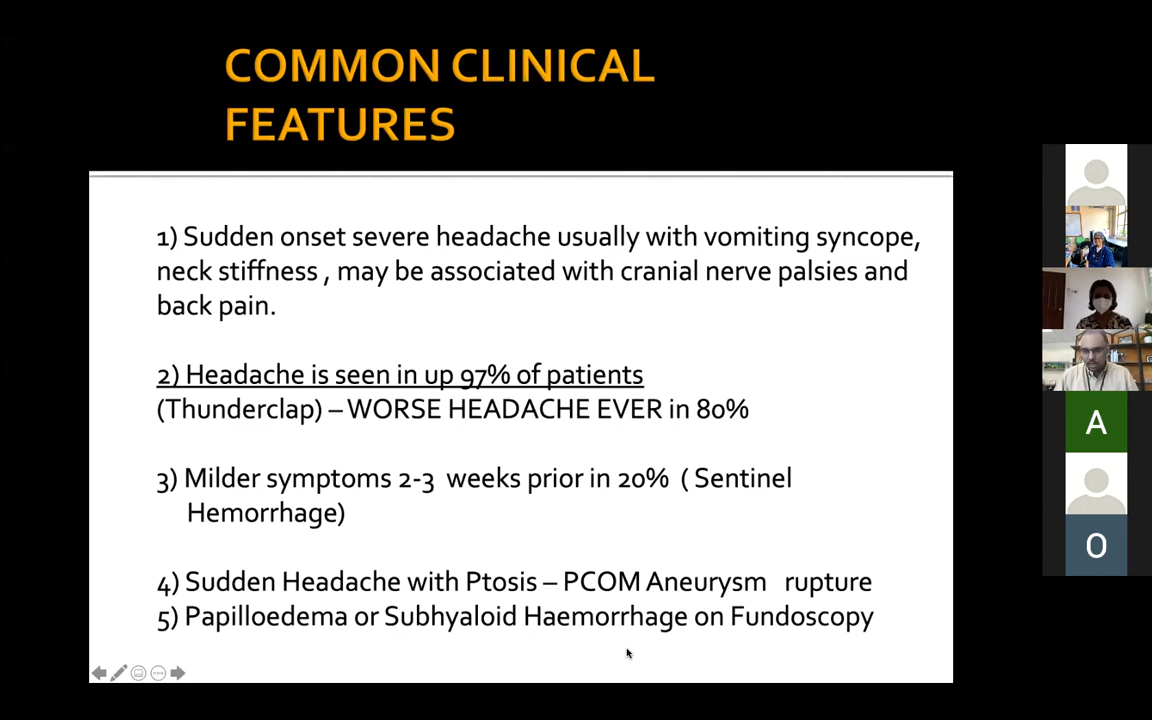 COMMON CLINICAL
FEATURES
1) Sudden onset severe headache usually with vomiting syncope,
neck stiffness , may be associated with cranial nerve palsies and
back pain.
2) Headache is seen in up 97% of patients
(Thunderclap) – WORSE HEADACHE EVER in 80%
3) Milder symptoms 2-3 weeks prior in 20% ( Sentinel
Hemorrhage)
4) Sudden Headache with Ptosis – PCOM Aneurysm rupture
5) Papilloedema or Subhyaloid Haemorrhage on Fundoscopy
A
O